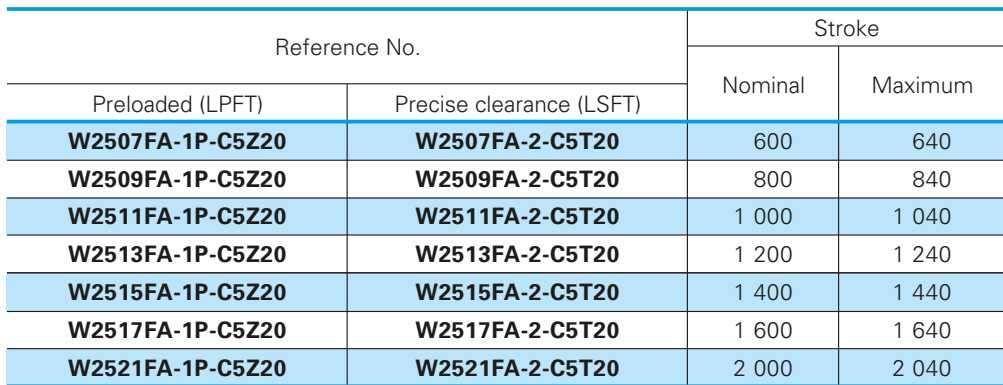 Reference No. Stroke
Preloaded (LPFT) Precise clearance (LSFT) Nominal Maximum
W2507FA-1P-C5Z20 W2507FA-2-C5T20 600 640
W2509FA-1P-C5Z20 W2509FA-2-C5T20 800 840
W2511FA-1P-C5Z20 W2511FA-2-C5T20 1 000 1 040
W2513FA-1P-C5Z20 W2513FA-2-C5T20 1 200 1 240
W2515FA-1P-C5Z20 W2515FA-2-C5T20 1 400 1 440
W2517FA-1P-C5Z20 W2517FA-2-C5T20 1 600 1 640
W2521FA-1P-C5Z20 W2521FA-2-C5T20 2 000 2 040